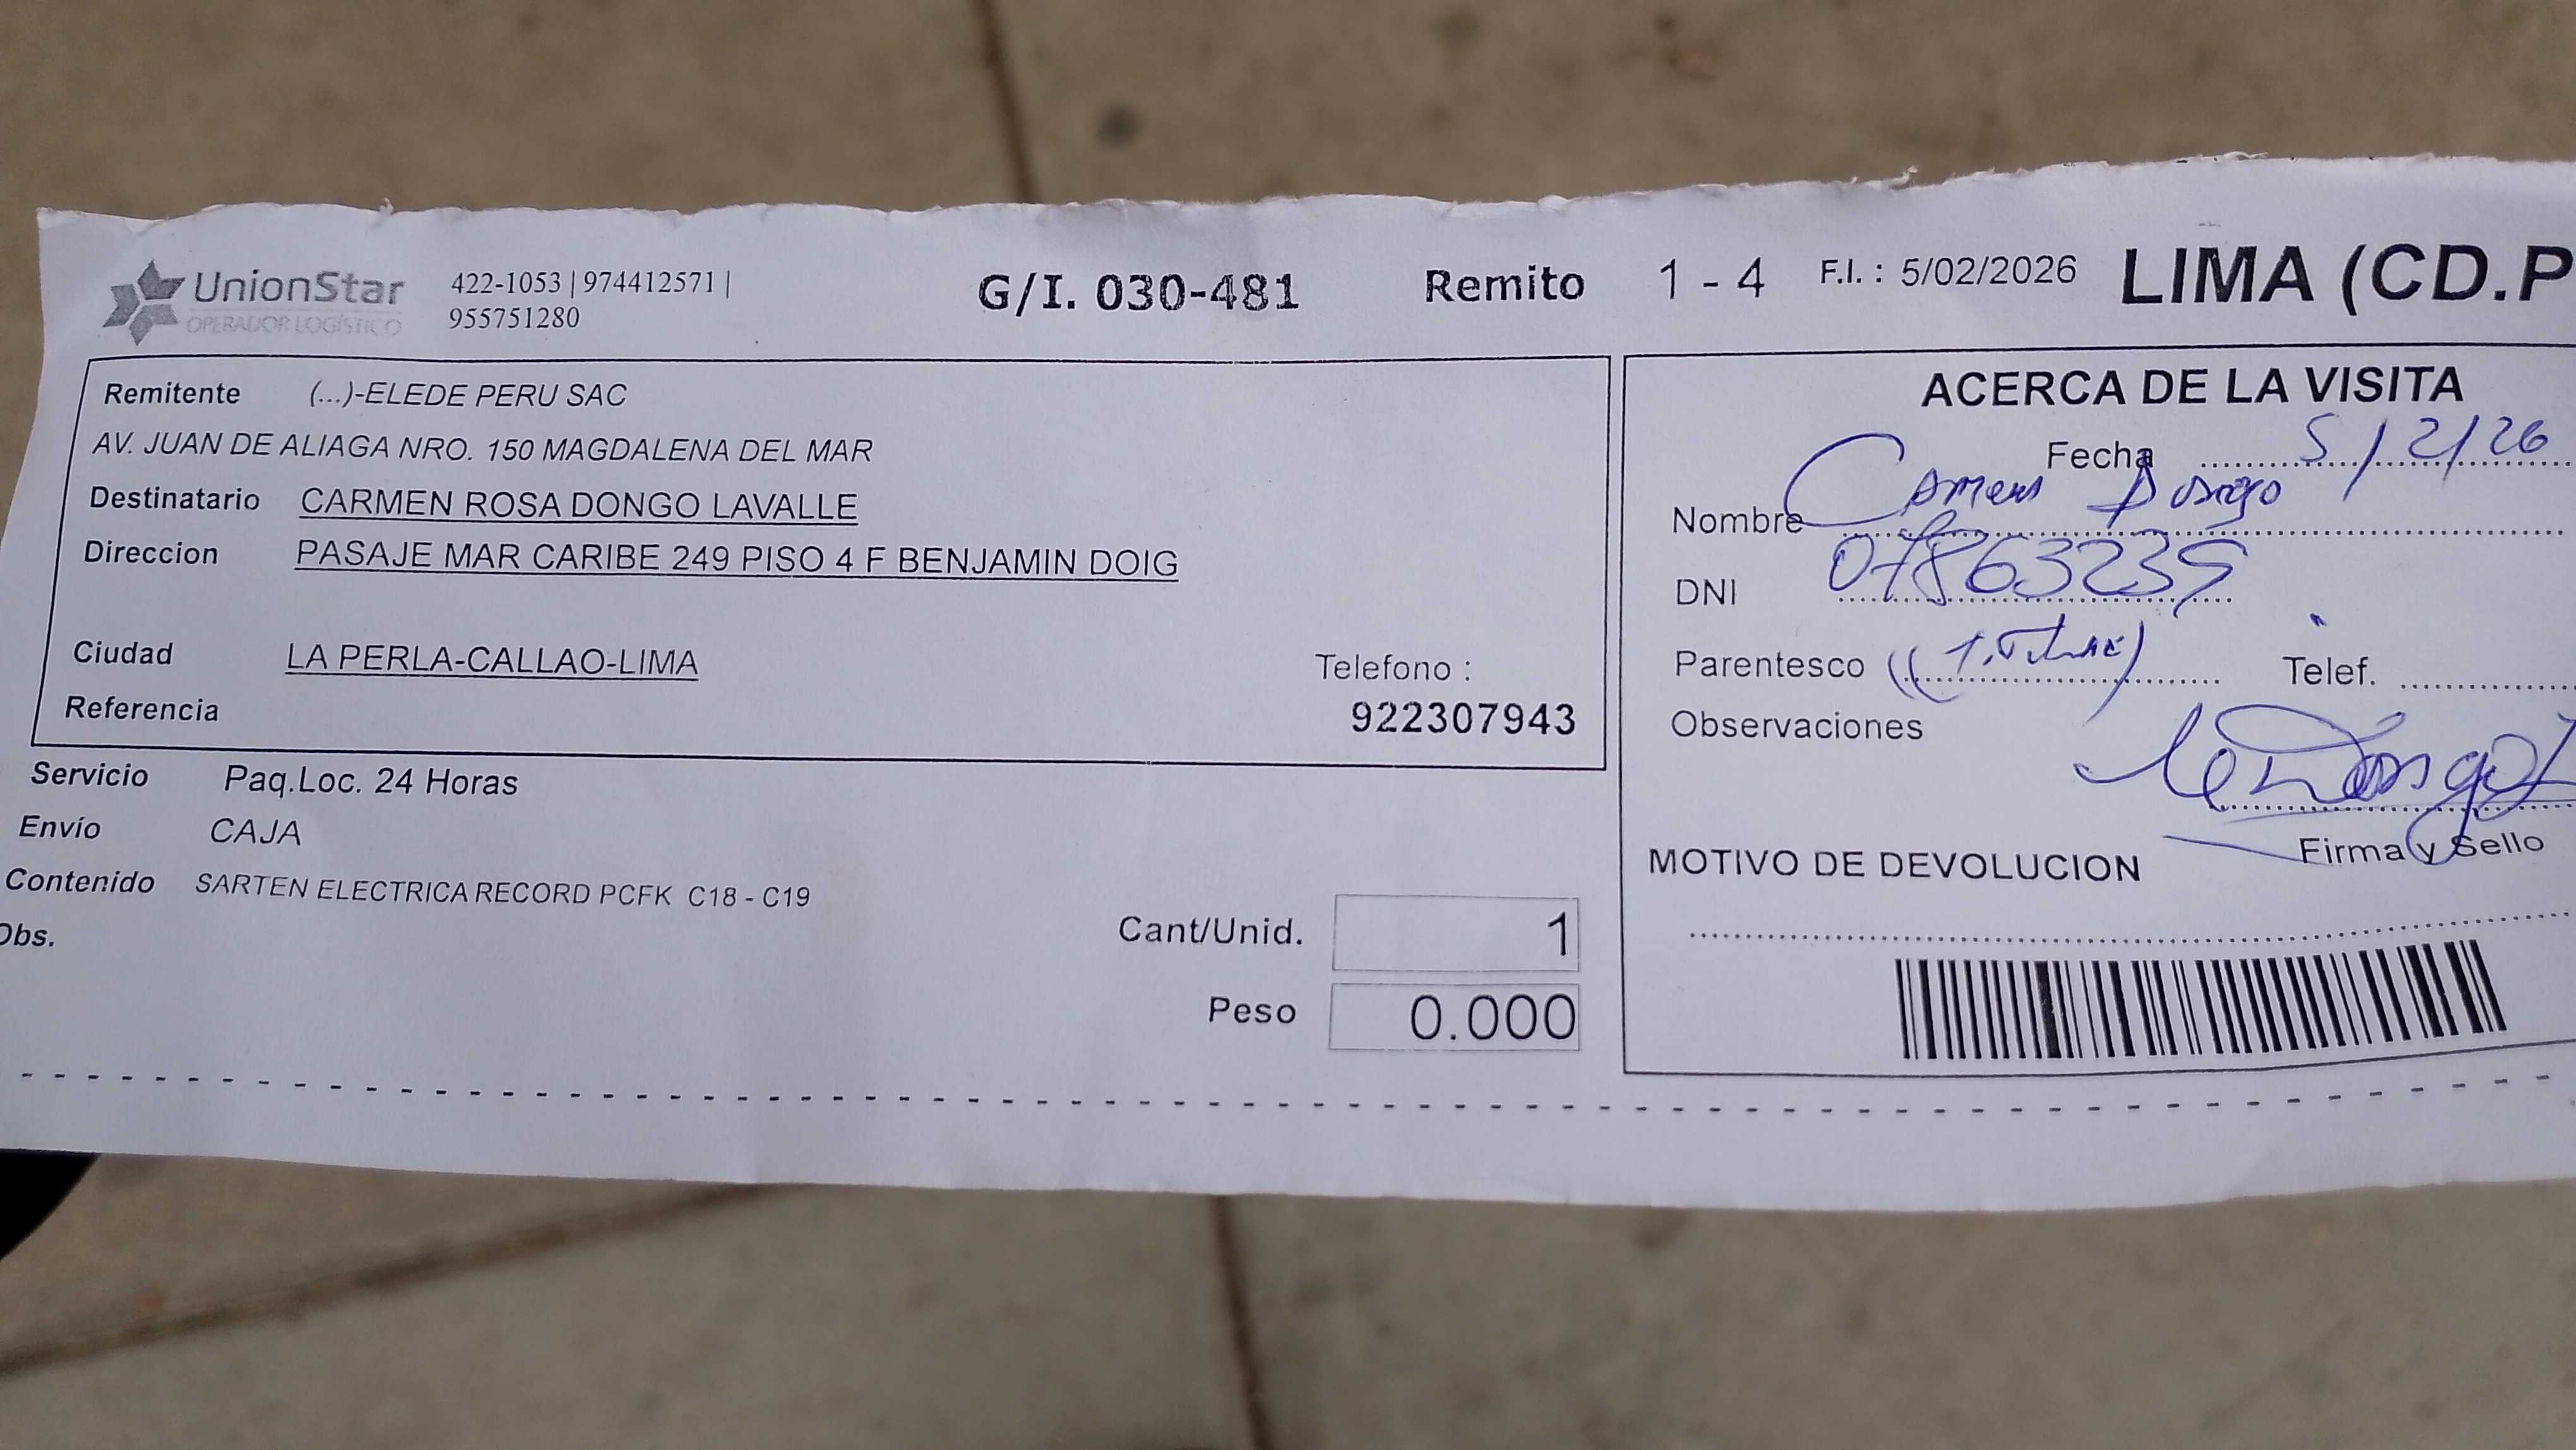 UnionStar
OPERADOR LOGÍSTICO
422-1053 | 974412571 |
955751280
G/I. 030-481 Remito 1 - 4 F.I. : 5/02/2026 LIMA (CD.P
Remitente (...)-ELEDE PERU SAC
AV. JUAN DE ALIAGA NRO. 150 MAGDALENA DEL MAR
Destinatario CARMEN ROSA DONGO LAVALLE
Direccion PASAJE MAR CARIBE 249 PISO 4 F BENJAMIN DOIG
Ciudad LA PERLA-CALLAO-LIMA
Telefono :
Referencia 922307943
Servicio Paq.Loc. 24 Horas
Envío CAJA
Contenido SARTEN ELECTRICA RECORD PCFK C18 - C19
Obs.
Cant/Unid. 1
Peso 0.000
ACERCA DE LA VISITA
Fecha 5/2/26
Nombre Carmen Dongo
DNI 07863235
Parentesco (Titular) Telef.
Observaciones
Firma y Sello
MOTIVO DE DEVOLUCION